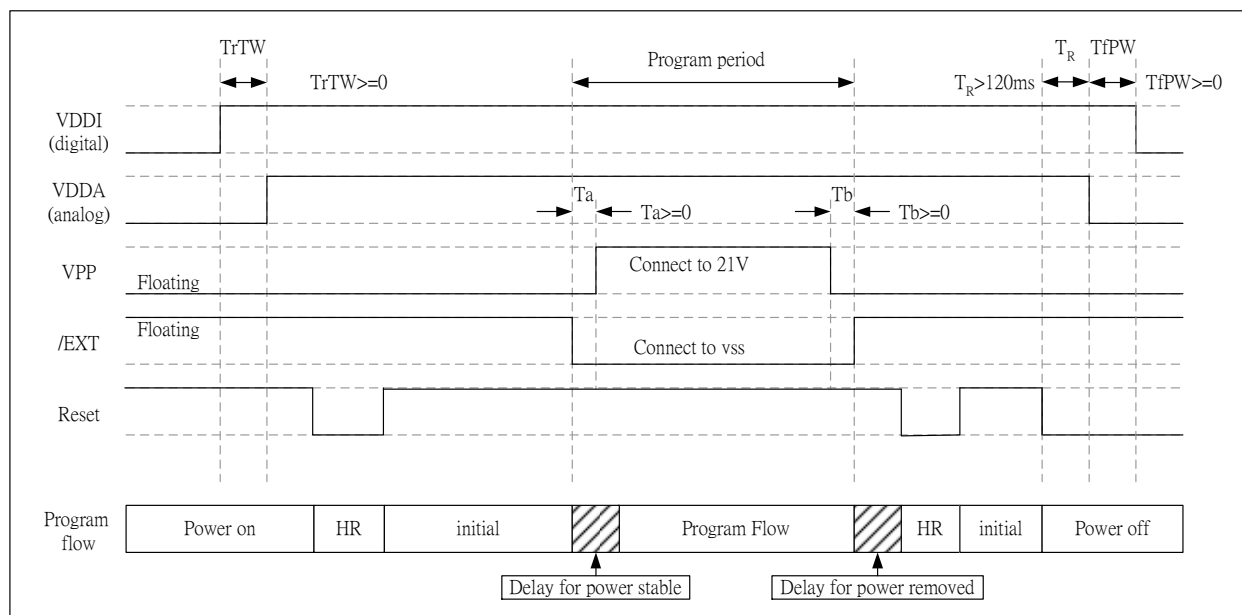 TrTW
Program period
T_R
TfPW
TrTW>=0
T_R>120ms
TfPW>=0
VDDI
(digital)
VDDA
(analog)
Ta
Ta>=0
Tb
Tb>=0
VPP
Floating
Connect to 21V
/EXT
Floating
Connect to vss
Reset
Program
flow
Power on
HR
initial
Program Flow
HR
initial
Power off
Delay for power stable
Delay for power removed